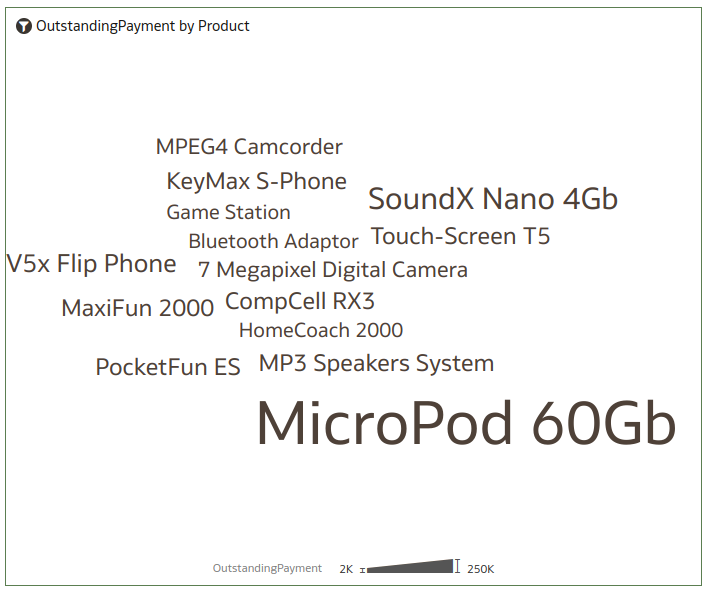 OutstandingPayment by Product
MPEG4 Camcorder
KeyMax S-Phone
SoundX Nano 4Gb
Game Station
Touch-Screen T5
Bluetooth Adaptor
V5x Flip Phone
7 Megapixel Digital Camera
CompCell RX3
MaxiFun 2000
HomeCoach 2000
MP3 Speakers System
PocketFun ES
MicroPod 60Gb
OutstandingPayment 2K 250K